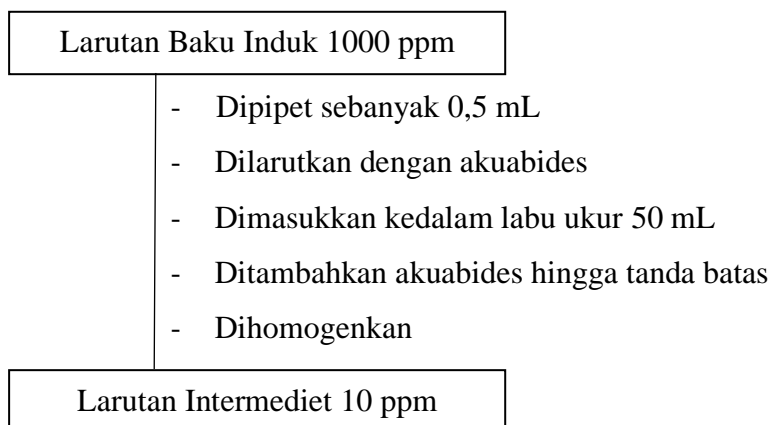 Larutan Baku Induk 1000 ppm
- Dipipet sebanyak 0,5 mL
- Dilarutkan dengan akuabides
- Dimasukkan kedalam labu ukur 50 mL
- Ditambahkan akuabides hingga tanda batas
- Dihomogenkan
Larutan Intermediet 10 ppm